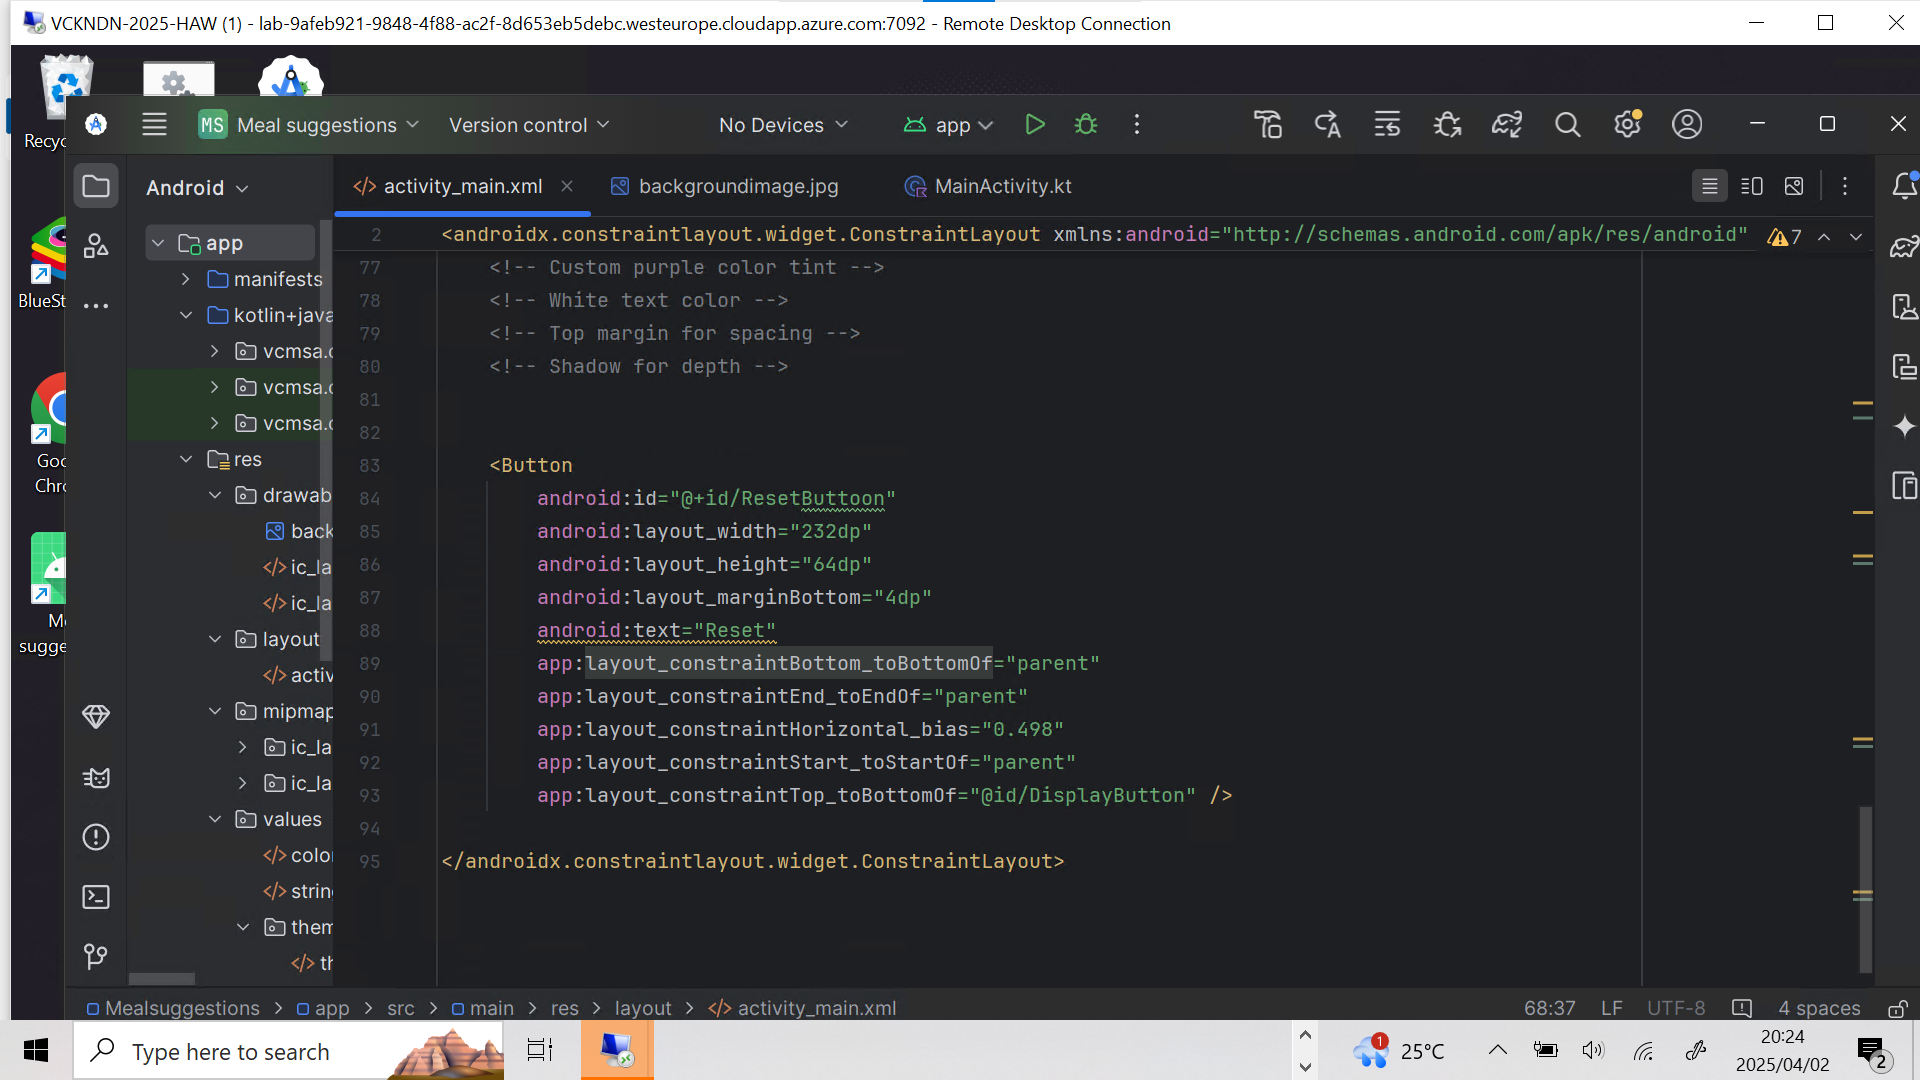 VCKNDN-2025-HAW (1) - lab-9afeb921-9848-4f88-ac2f-8d653eb5debc.westeurope.cloudapp.azure.com:7092 - Remote Desktop Connection
Recyc
MS Meal suggestions
Version control
No Devices
app
Android
activity_main.xml
backgroundimage.jpg
MainActivity.kt
2 <androidx.constraintlayout.widget.ConstraintLayout xmlns:android="http://schemas.android.com/apk/res/android"
7
app
manifests
kotlin+java
vcmsa.c
vcmsa.c
vcmsa.c
res
drawab
back
ic_la
ic_la
layout
activ
mipmap
ic_la
ic_la
values
color
string
them
th
BlueSt
Goo
Chro
Me
sugge
77 <!-- Custom purple color tint -->
78 <!-- White text color -->
79 <!-- Top margin for spacing -->
80 <!-- Shadow for depth -->
81
82
83 <Button
84 android:id="@+id/ResetButtoon"
85 android:layout_width="232dp"
86 android:layout_height="64dp"
87 android:layout_marginBottom="4dp"
88 android:text="Reset"
89 app:layout_constraintBottom_toBottomOf="parent"
90 app:layout_constraintEnd_toEndOf="parent"
91 app:layout_constraintHorizontal_bias="0.498"
92 app:layout_constraintStart_toStartOf="parent"
93 app:layout_constraintTop_toBottomOf="@id/DisplayButton" />
94
95 </androidx.constraintlayout.widget.ConstraintLayout>
Mealsuggestions > app > src > main > res > layout > activity_main.xml
68:37 LF UTF-8 4 spaces
Type here to search
1
25°C
20:24
2025/04/02
2